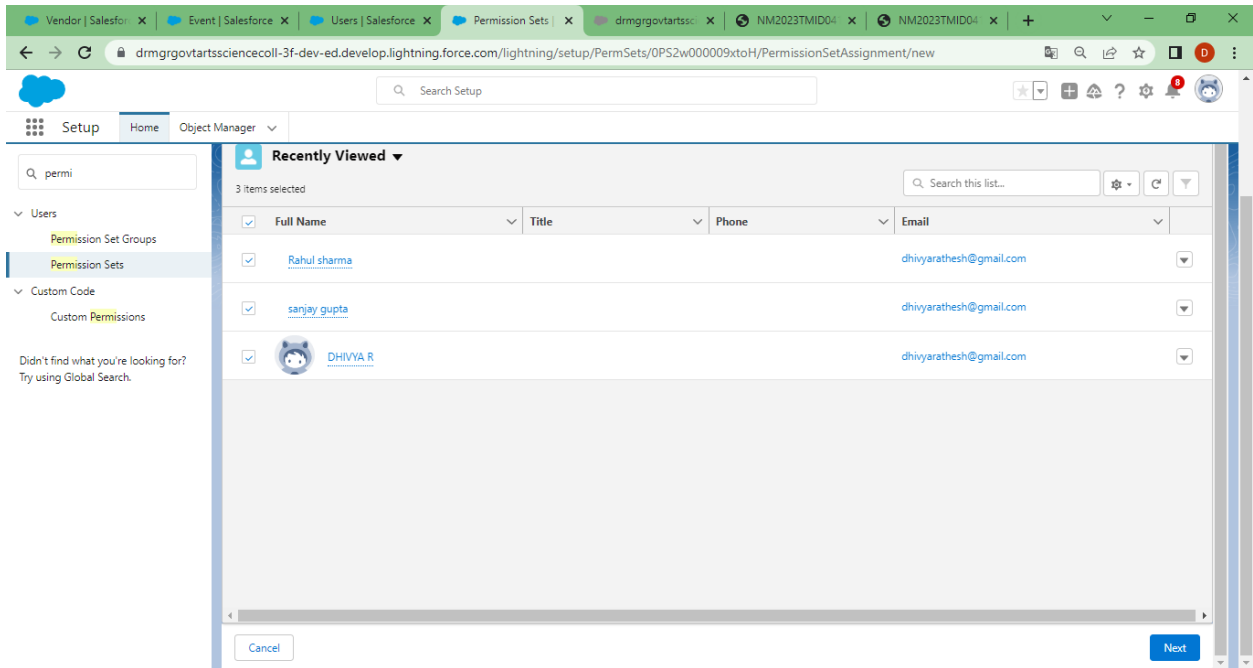 Vendor | Salesfor Event | Salesforce Users | Salesforce Permission Sets | drmgrgovtartssci NM2023TMID04 NM2023TMID04
drmgrgovtartssciencecoll-3f-dev-ed.develop.lightning.force.com/lightning/setup/PermSets/0PS2w000009xtoH/PermissionSetAssignment/new D
Search Setup 8
Setup Home Object Manager
permi
Users
Permission Set Groups
Permission Sets
Custom Code
Custom Permissions
Didn't find what you're looking for?
Try using Global Search.
Recently Viewed
3 items selected Search this list...
Full Name Title Phone Email
Rahul sharma dhivyarathesh@gmail.com
sanjay gupta dhivyarathesh@gmail.com
DHIVYA R dhivyarathesh@gmail.com
Cancel Next